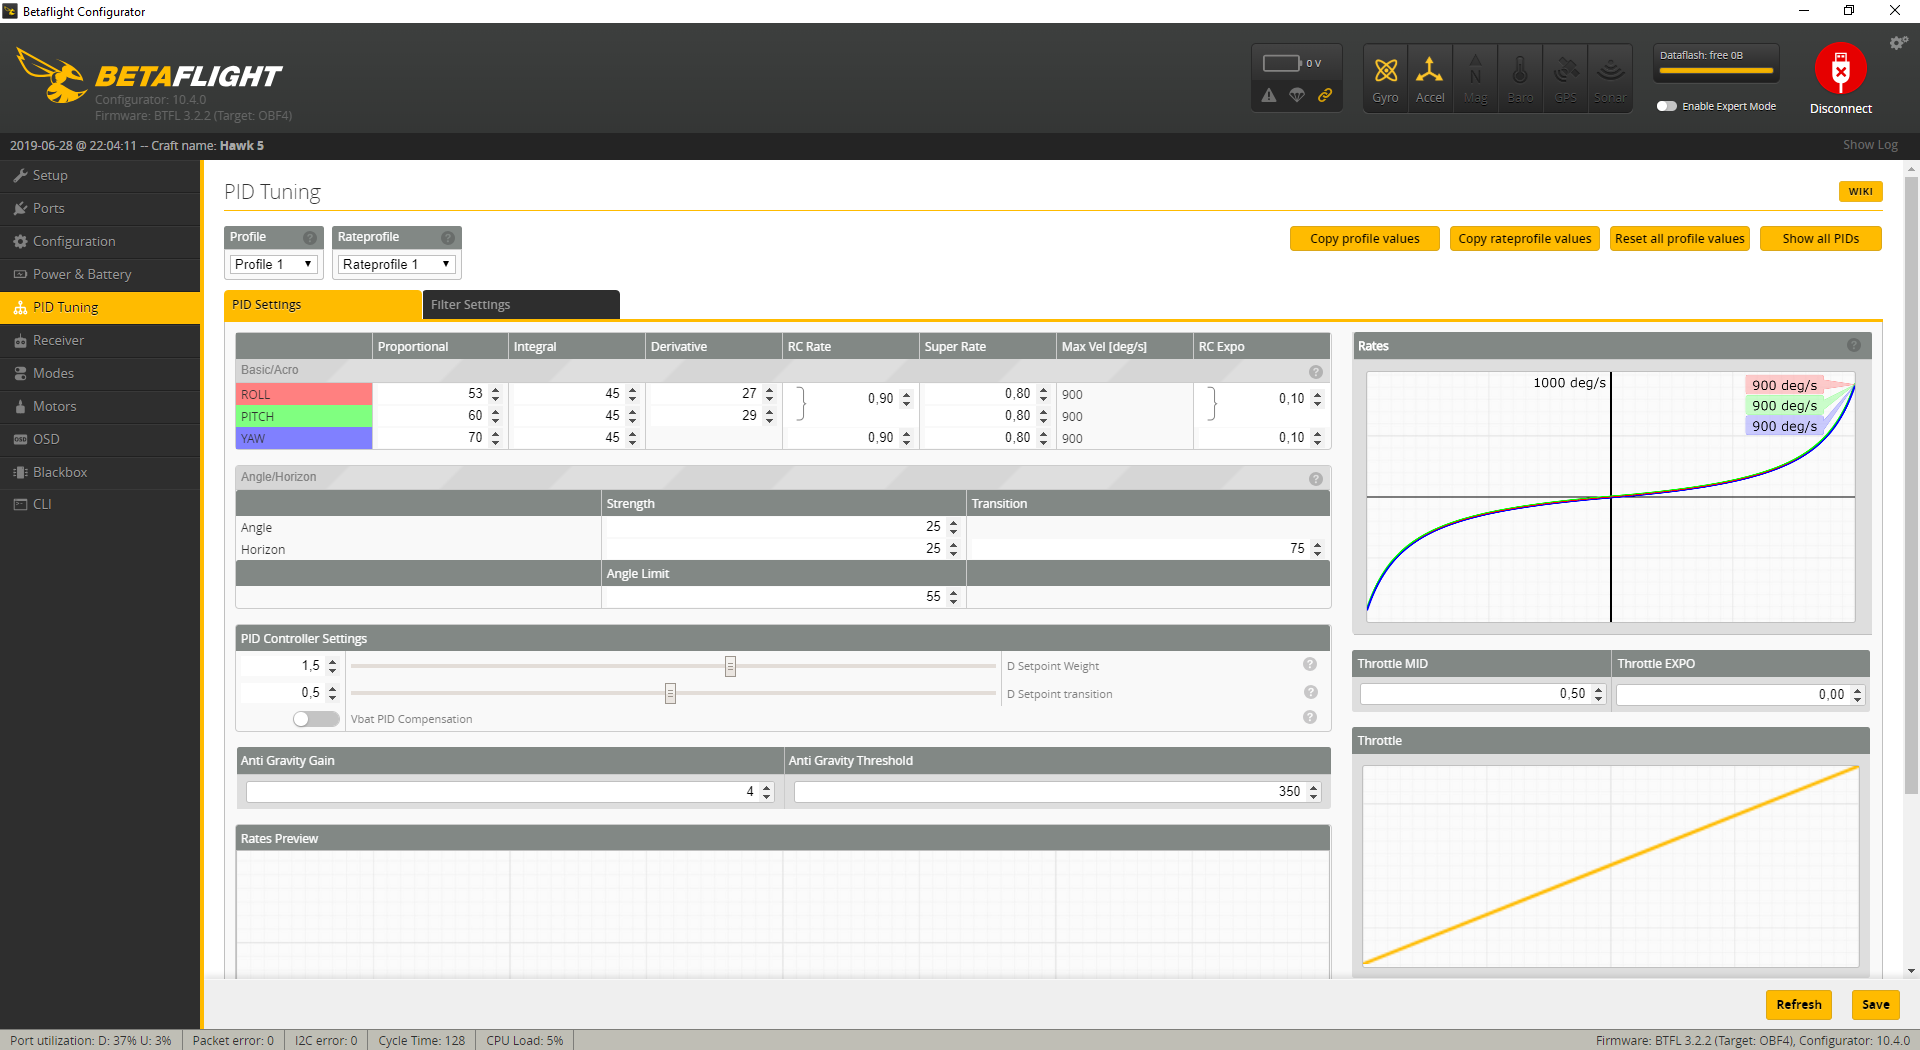 Betaflight Configurator
BETAFLIGHT
Configurator: 10.4.0
Firmware: BTFL 3.2.2 (Target: OBF4)
0 V
Gyro
Accel
Mag
Baro
GPS
Sonar
Dataflash: free 0B
Enable Expert Mode
Disconnect
2019-06-28 @ 22:04:11 -- Craft name: Hawk 5
Show Log
Setup
Ports
Configuration
Power & Battery
PID Tuning
Receiver
Modes
Motors
OSD
Blackbox
CLI
PID Tuning
WIKI
Profile
Rateprofile
Profile 1
Rateprofile 1
Copy profile values
Copy rateprofile values
Reset all profile values
Show all PIDs
PID Settings
Filter Settings
Proportional Integral Derivative RC Rate Super Rate Max Vel [deg/s] RC Expo
Basic/Acro
ROLL 53 45 27 0,90 0,80 900 0,10
PITCH 60 45 29 0,80 900
YAW 70 45 0,90 0,80 900 0,10
Angle/Horizon
Strength Transition
Angle 25
Horizon 25 75
Angle Limit
55
PID Controller Settings
1,5 D Setpoint Weight
0,5 D Setpoint transition
Vbat PID Compensation
Anti Gravity Gain Anti Gravity Threshold
4 350
Rates Preview
Rates
1000 deg/s
900 deg/s
900 deg/s
900 deg/s
Throttle MID Throttle EXPO
0,50 0,00
Throttle
Refresh
Save
Port utilization: D: 37% U: 3% Packet error: 0 I2C error: 0 Cycle Time: 128 CPU Load: 5% Firmware: BTFL 3.2.2 (Target: OBF4), Configurator: 10.4.0